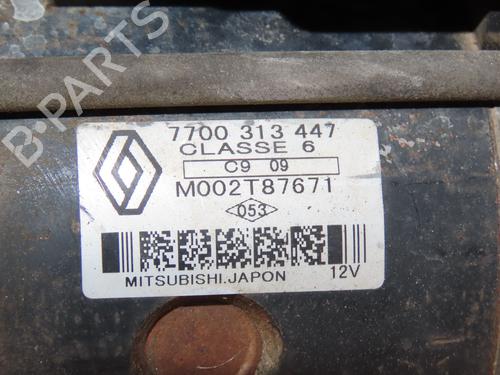 7700 313 447
CLASSE 6
C9 09
M002T87671
053
MITSUBISHI.JAPON 12V
B-PARTS